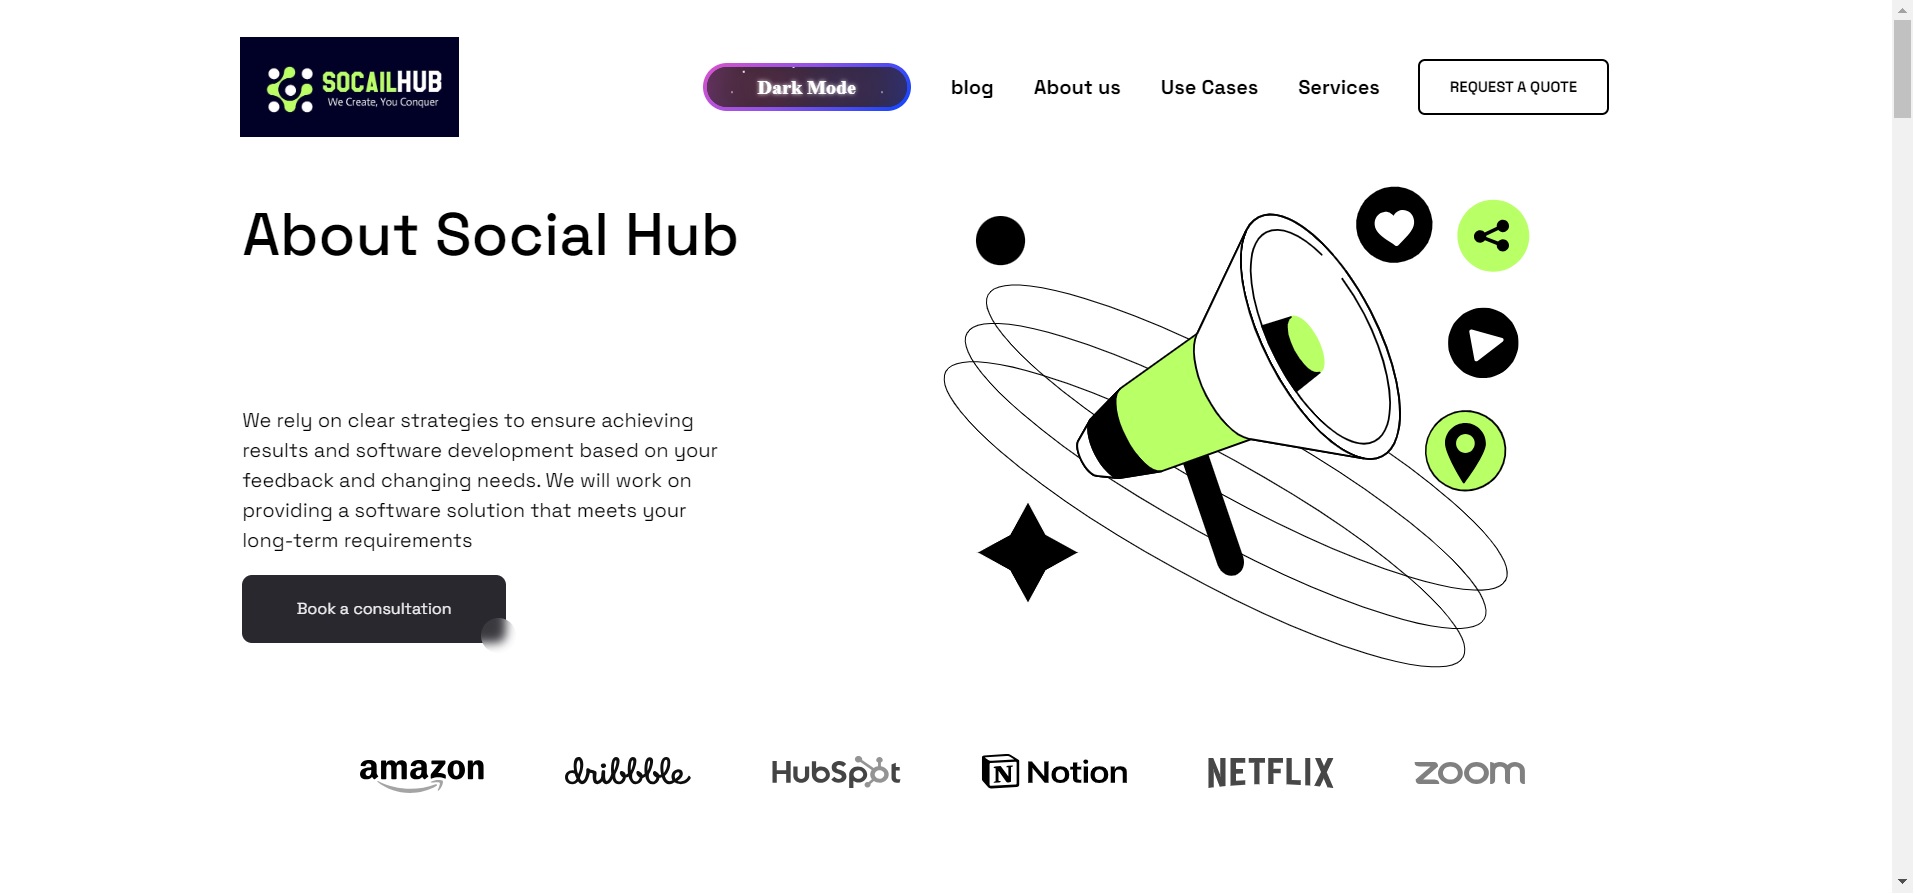 SOCAILHUB
We Create, You Conquer
Dark Mode
blog
About us
Use Cases
Services
REQUEST A QUOTE
About Social Hub
We rely on clear strategies to ensure achieving
results and software development based on your
feedback and changing needs. We will work on
providing a software solution that meets your
long-term requirements
Book a consultation
amazon
dribbble
HubSpot
N Notion
NETFLIX
zoom